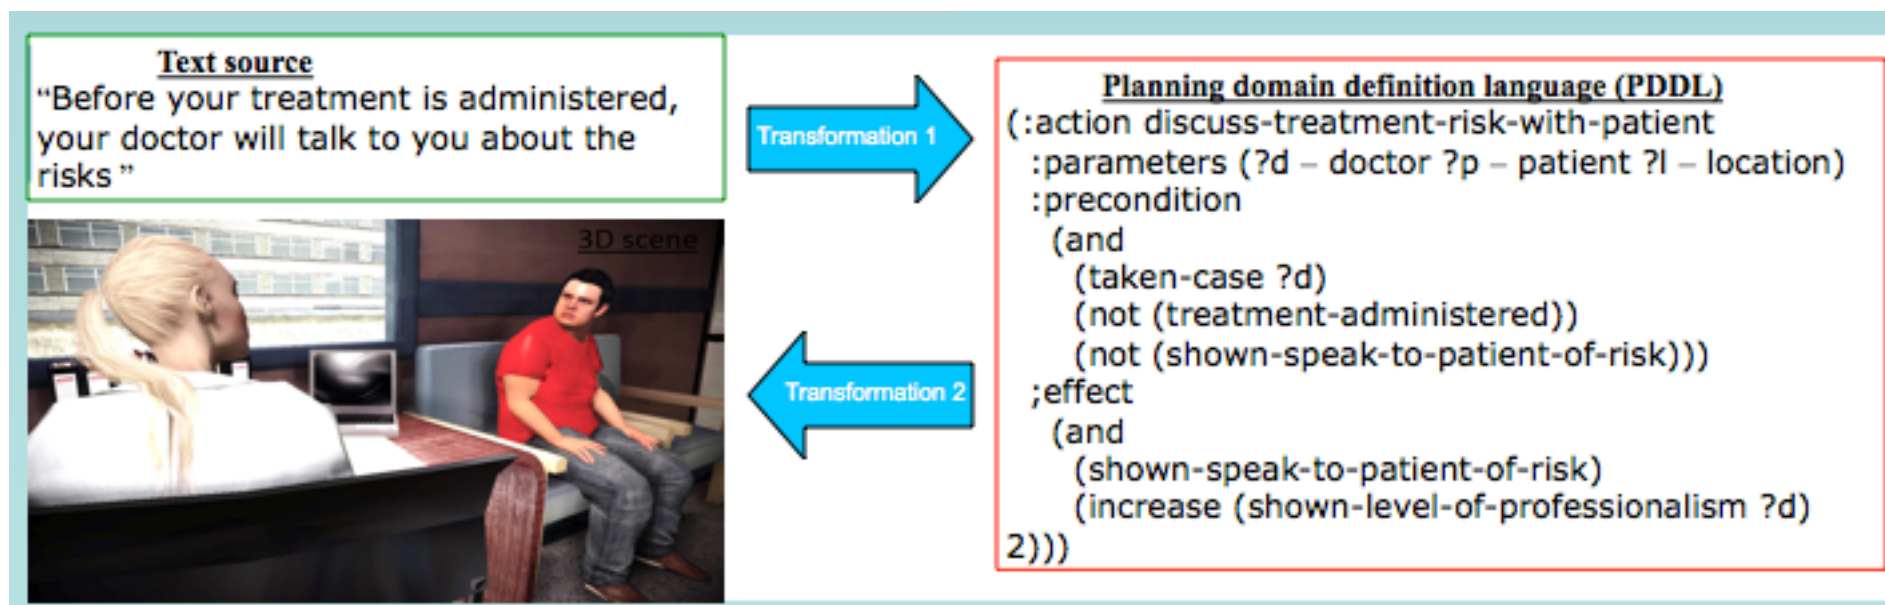 Text source
“Before your treatment is administered,
your doctor will talk to you about the
risks ”
3D scene
Transformation 1
Transformation 2
Planning domain definition language (PDDL)
(:action discuss-treatment-risk-with-patient
:parameters (?d – doctor ?p – patient ?l – location)
:precondition
(and
(taken-case ?d)
(not (treatment-administered))
(not (shown-speak-to-patient-of-risk)))
;effect
(and
(shown-speak-to-patient-of-risk)
(increase (shown-level-of-professionalism ?d)
2)))